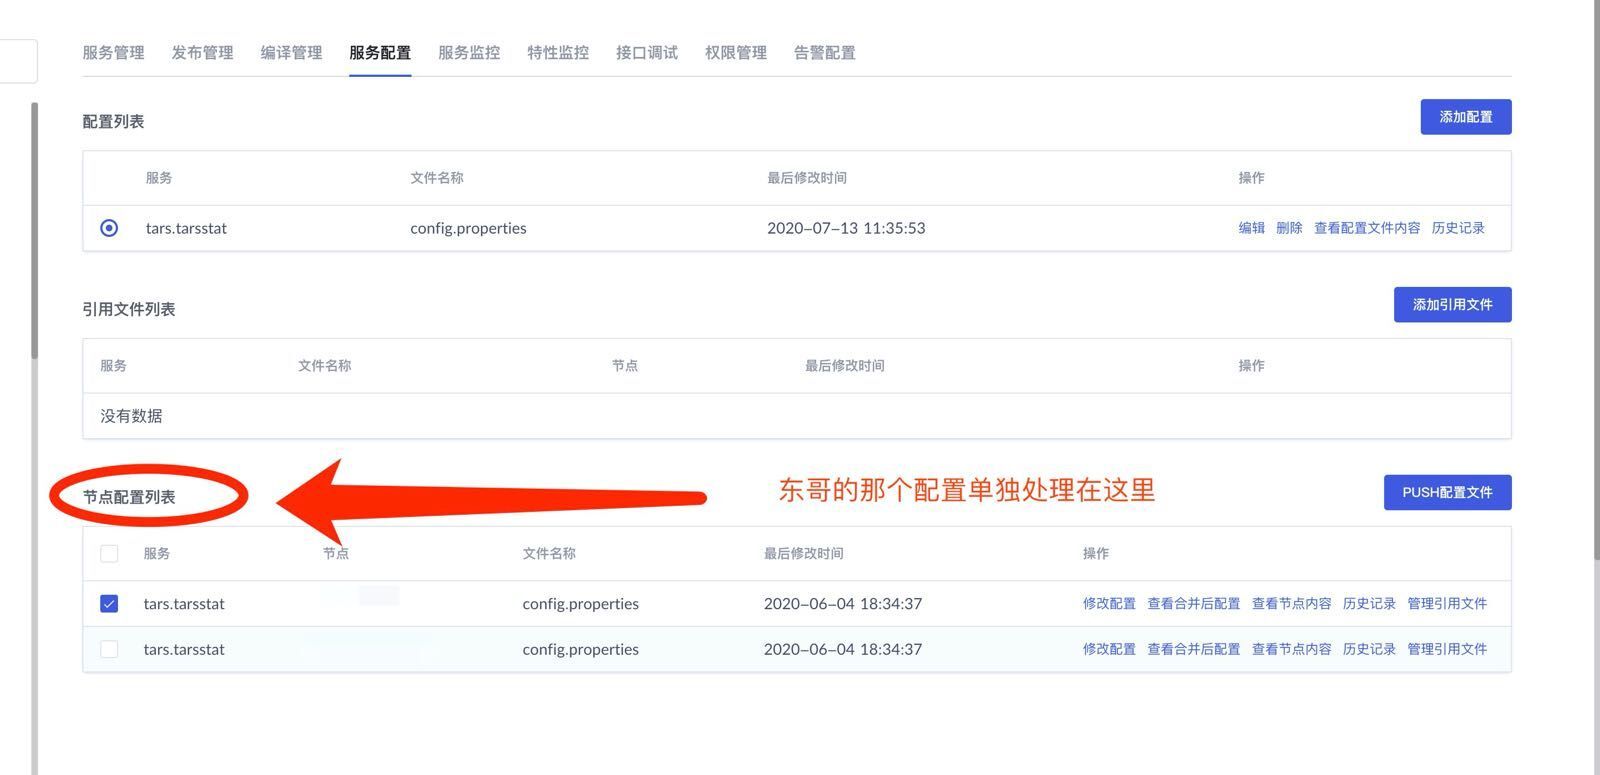 服务管理 发布管理 编译管理 服务配置 服务监控 特性监控 接口调试 权限管理 告警配置
配置列表 添加配置
服务 文件名称 最后修改时间 操作
tars.tarsstat config.properties 2020-07-13 11:35:53 编辑 删除 查看配置文件内容 历史记录
引用文件列表 添加引用文件
服务 文件名称 节点 最后修改时间 操作
没有数据
节点配置列表 东哥的那个配置单独处理在这里 PUSH配置文件
服务 节点 文件名称 最后修改时间 操作
tars.tarsstat config.properties 2020-06-04 18:34:37 修改配置 查看合并后配置 查看节点内容 历史记录 管理引用文件
tars.tarsstat config.properties 2020-06-04 18:34:37 修改配置 查看合并后配置 查看节点内容 历史记录 管理引用文件